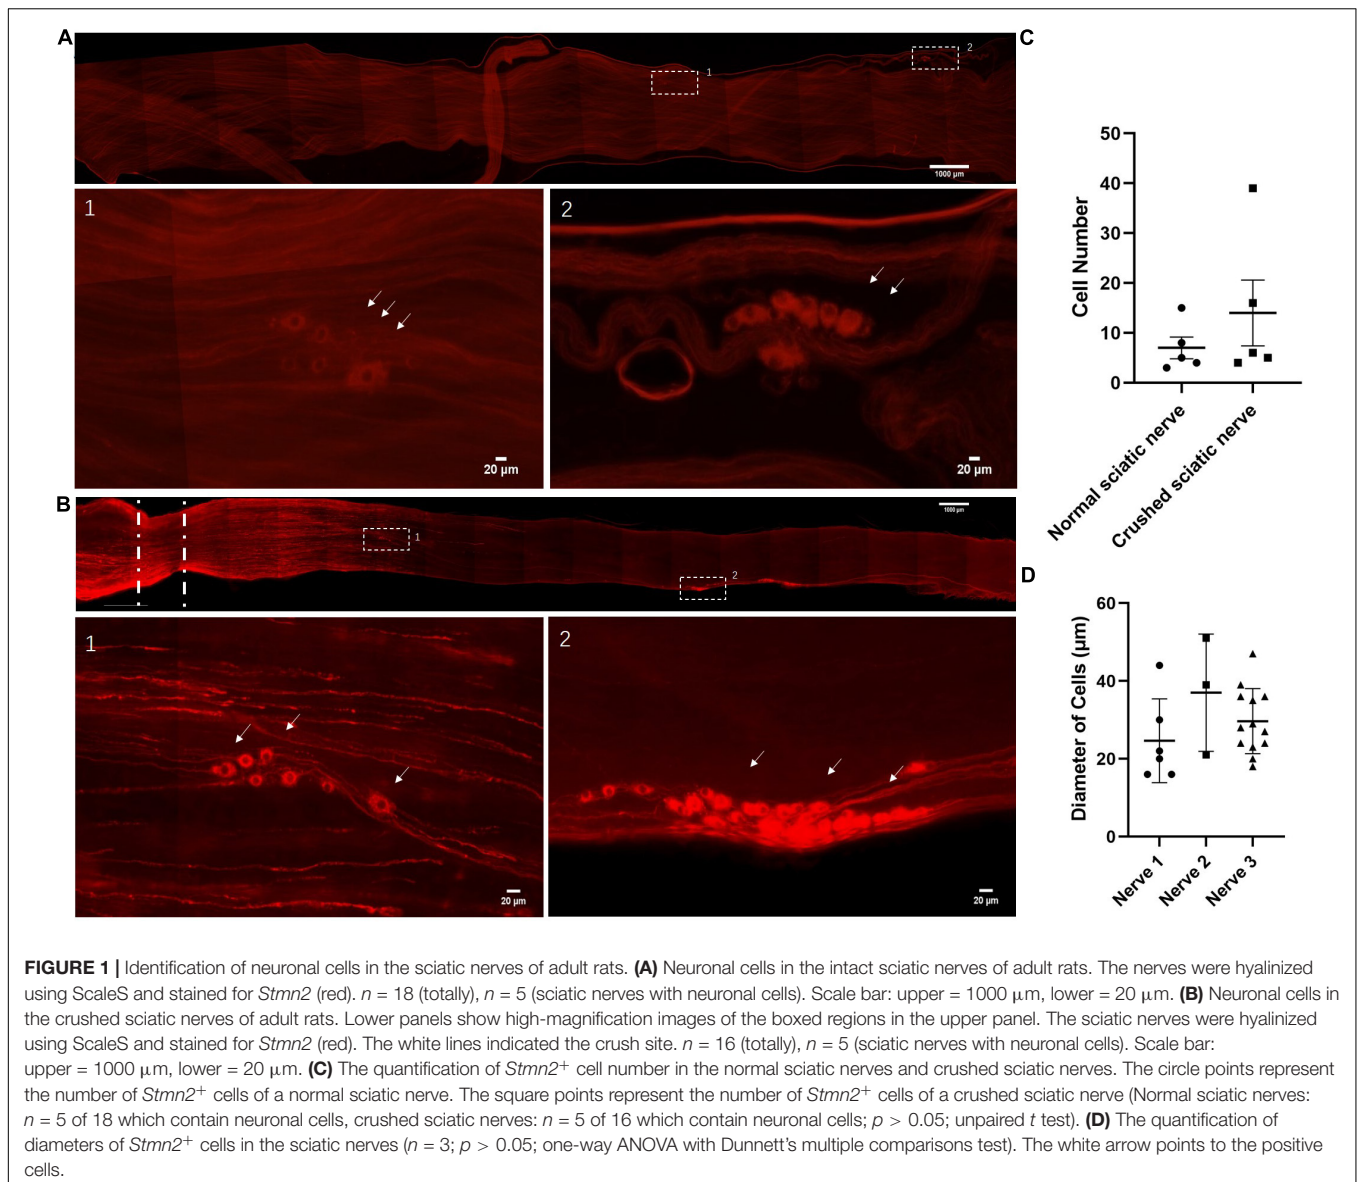 A
1
2
1000 µm
1
20 µm
2
20 µm
B
1
2
1000 µm
1
20 µm
2
20 µm
C
50
40
30
20
10
0
Cell Number
Normal sciatic nerve
Crushed sciatic nerve
D
60
40
20
0
Diameter of Cells (µm)
Nerve 1
Nerve 2
Nerve 3
FIGURE 1 | Identification of neuronal cells in the sciatic nerves of adult rats. (A) Neuronal cells in the intact sciatic nerves of adult rats. The nerves were hyalinized
using ScaleS and stained for Stmn2 (red). n = 18 (totally), n = 5 (sciatic nerves with neuronal cells). Scale bar: upper = 1000 µm, lower = 20 µm. (B) Neuronal cells in
the crushed sciatic nerves of adult rats. Lower panels show high-magnification images of the boxed regions in the upper panel. The sciatic nerves were hyalinized
using ScaleS and stained for Stmn2 (red). The white lines indicated the crush site. n = 16 (totally), n = 5 (sciatic nerves with neuronal cells). Scale bar:
upper = 1000 µm, lower = 20 µm. (C) The quantification of Stmn2+ cell number in the normal sciatic nerves and crushed sciatic nerves. The circle points represent
the number of Stmn2+ cells of a normal sciatic nerve. The square points represent the number of Stmn2+ cells of a crushed sciatic nerve (Normal sciatic nerves:
n = 5 of 18 which contain neuronal cells, crushed sciatic nerves: n = 5 of 16 which contain neuronal cells; p > 0.05; unpaired t test). (D) The quantification of
diameters of Stmn2+ cells in the sciatic nerves (n = 3; p > 0.05; one-way ANOVA with Dunnett's multiple comparisons test). The white arrow points to the positive
cells.